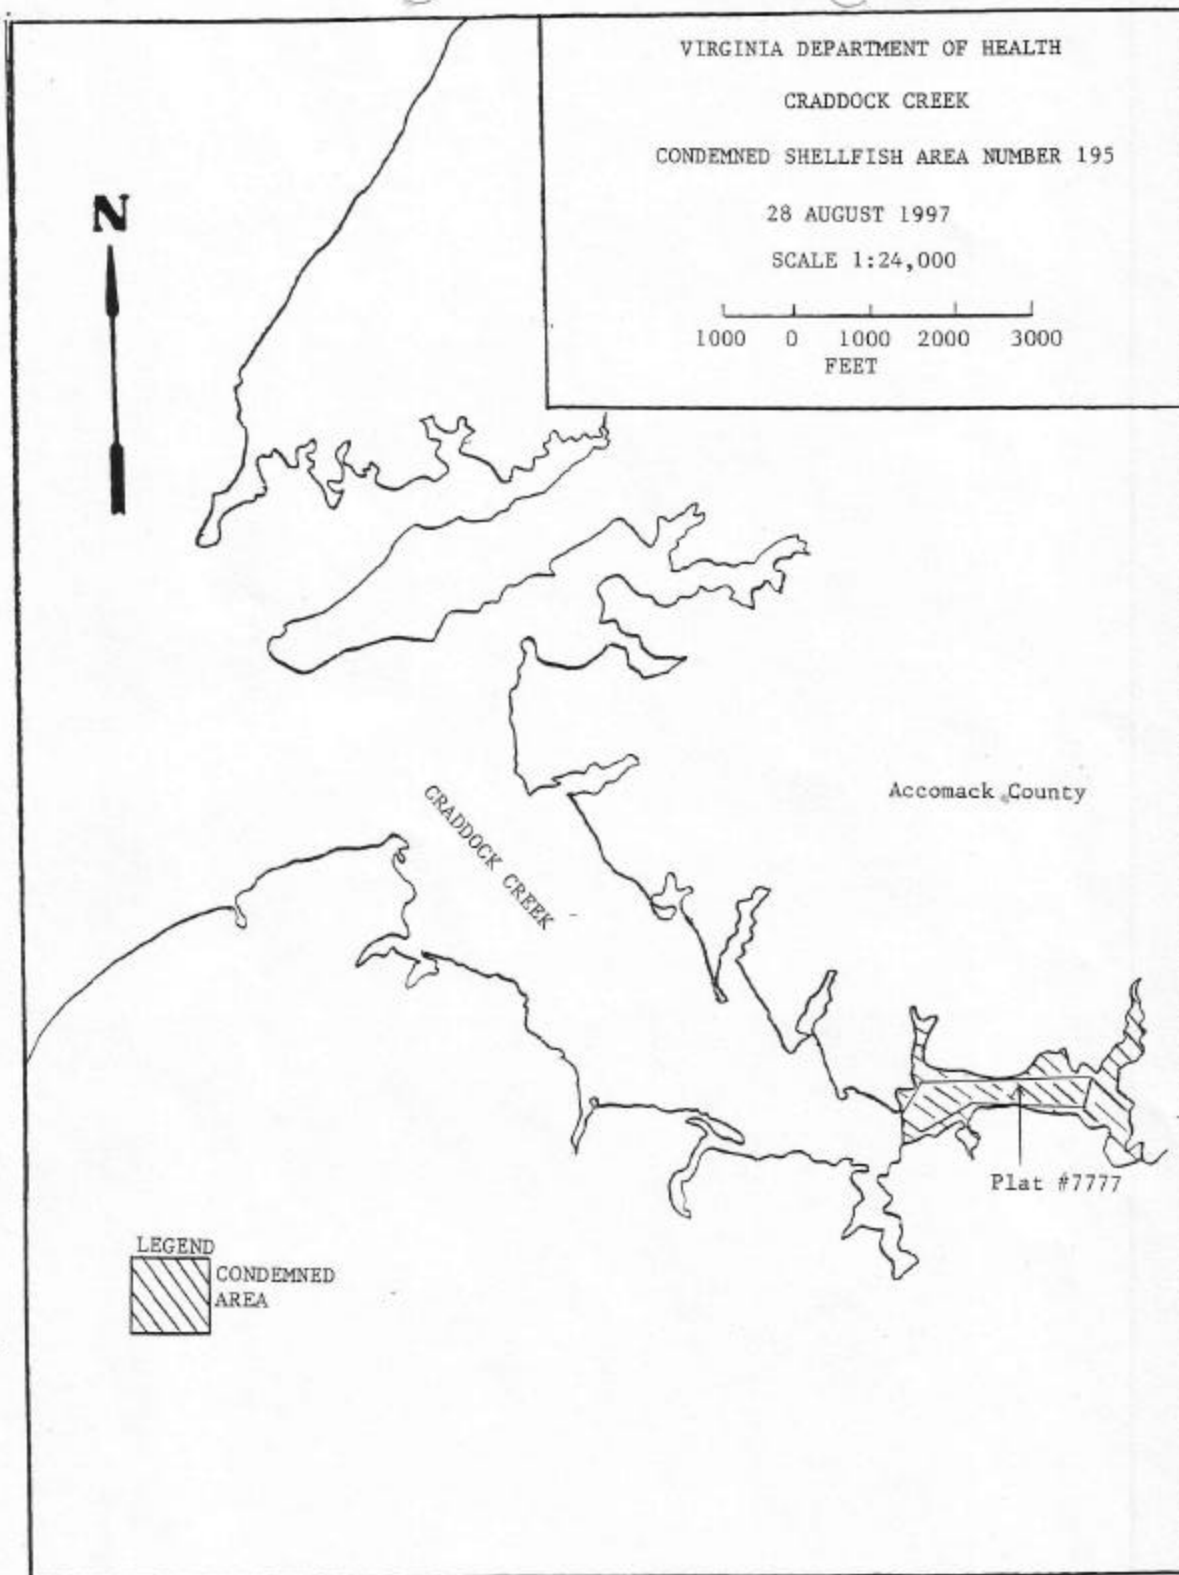 VIRGINIA DEPARTMENT OF HEALTH
CRADDOCK CREEK
CONDEMNED SHELLFISH AREA NUMBER 195
28 AUGUST 1997
SCALE 1:24,000
1000 0 1000 2000 3000
FEET
N
Accomack County
CRADDOCK CREEK
Plat #7777
LEGEND
CONDEMNED
AREA